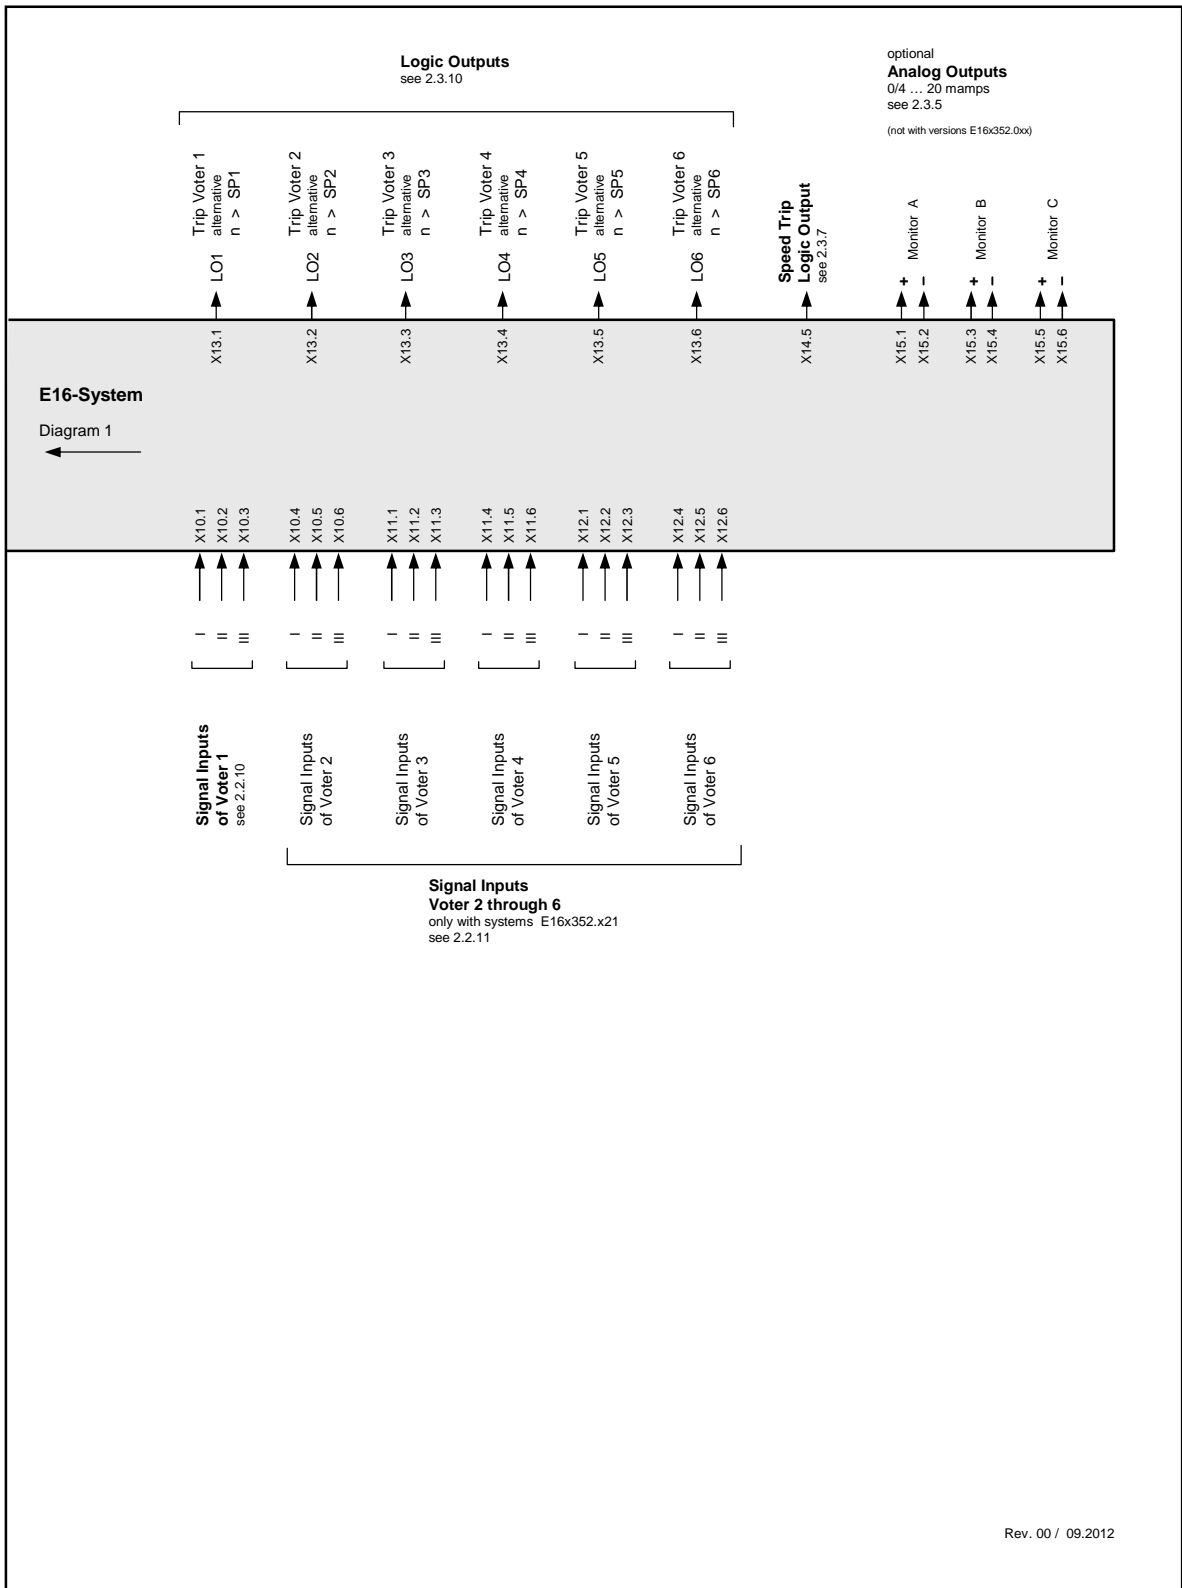 Logic Outputs
see 2.3.10
optional
Analog Outputs
0/4 … 20 mamps
see 2.3.5
(not with versions E16x352.0xx)
Trip Voter 1
alternative
n > SP1
Trip Voter 2
alternative
n > SP2
Trip Voter 3
alternative
n > SP3
Trip Voter 4
alternative
n > SP4
Trip Voter 5
alternative
n > SP5
Trip Voter 6
alternative
n > SP6
Speed Trip
Logic Output
see 2.3.7
Monitor A
Monitor B
Monitor C
LO1
LO2
LO3
LO4
LO5
LO6
+
–
+
–
+
–
X13.1
X13.2
X13.3
X13.4
X13.5
X13.6
X14.5
X15.1
X15.2
X15.3
X15.4
X15.5
X15.6
E16-System
Diagram 1
X10.1
X10.2
X10.3
X10.4
X10.5
X10.6
X11.1
X11.2
X11.3
X11.4
X11.5
X11.6
X12.1
X12.2
X12.3
X12.4
X12.5
X12.6
I
II
III
I
II
III
I
II
III
I
II
III
I
II
III
I
II
III
Signal Inputs
of Voter 1
see 2.2.10
Signal Inputs
of Voter 2
Signal Inputs
of Voter 3
Signal Inputs
of Voter 4
Signal Inputs
of Voter 5
Signal Inputs
of Voter 6
Signal Inputs
Voter 2 through 6
only with systems E16x352.x21
see 2.2.11
Rev. 00 / 09.2012